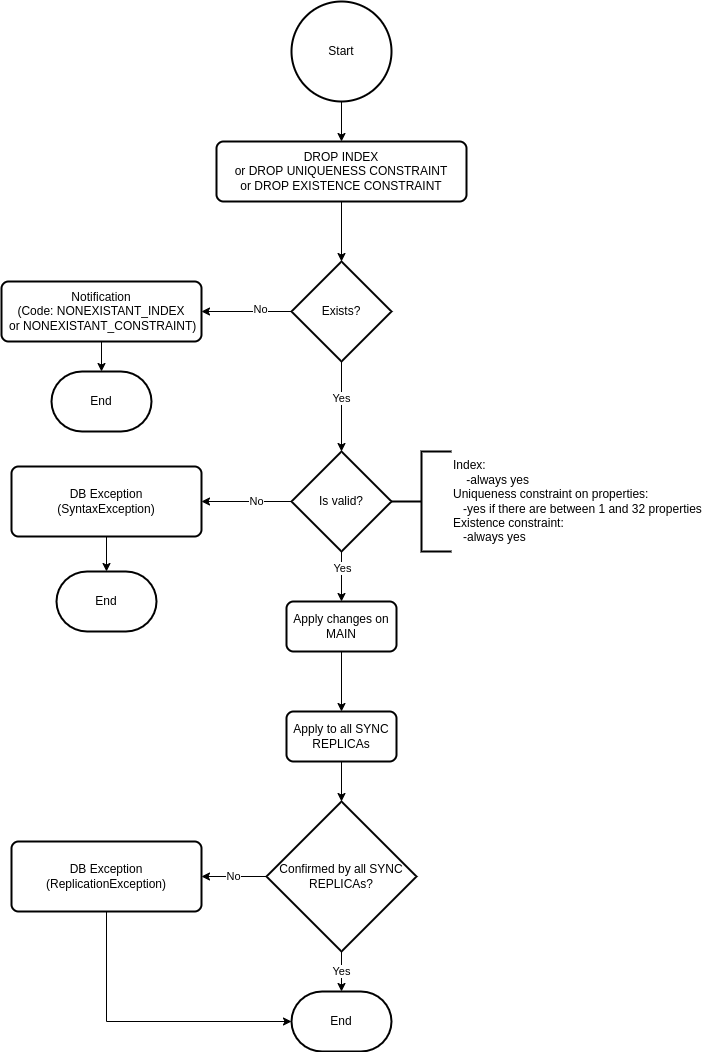 Start
DROP INDEX
or DROP UNIQUENESS CONSTRAINT
or DROP EXISTENCE CONSTRAINT
Exists?
No
Notification
(Code: NONEXISTANT_INDEX
or NONEXISTANT_CONSTRAINT)
End
Yes
Is valid?
Index:
-always yes
Uniqueness constraint on properties:
-yes if there are between 1 and 32 properties
Existence constraint:
-always yes
No
DB Exception
(SyntaxException)
End
Yes
Apply changes on
MAIN
Apply to all SYNC
REPLICAs
Confirmed by all SYNC
REPLICAs?
No
DB Exception
(ReplicationException)
Yes
End